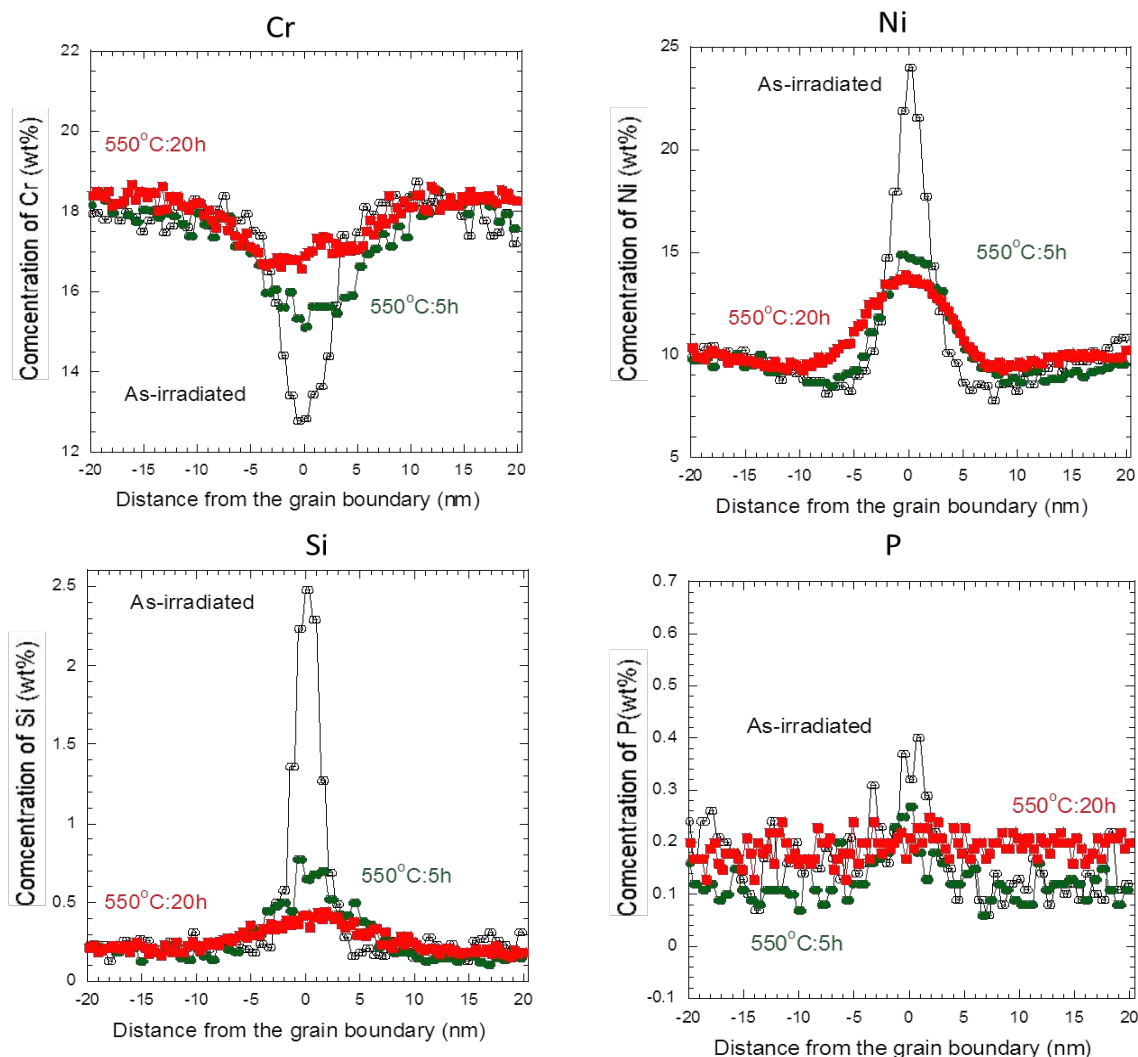 Cr
22
20
18
16
14
12
Comcentration of Cr (wt%)
As-irradiated
550°C:20h
550°C:5h
As-irradiated
-20 -15 -10 -5 0 5 10 15 20
Distance from the grain boundary (nm)
Ni
25
20
15
10
5
Comcentration of Ni (wt%)
As-irradiated
550°C:5h
550°C:20h
-20 -15 -10 -5 0 5 10 15 20
Distance from the grain boundary (nm)
Si
2.5
2
1.5
1
0.5
0
Comcentration of Si (wt%)
As-irradiated
550°C:5h
550°C:20h
-20 -15 -10 -5 0 5 10 15 20
Distance from the grain boundary (nm)
P
0.7
0.6
0.5
0.4
0.3
0.2
0.1
0
-0.1
Comcentration of P(wt%)
As-irradiated
550°C:20h
550°C:5h
-20 -15 -10 -5 0 5 10 15 20
Distance from the grain boundary (nm)